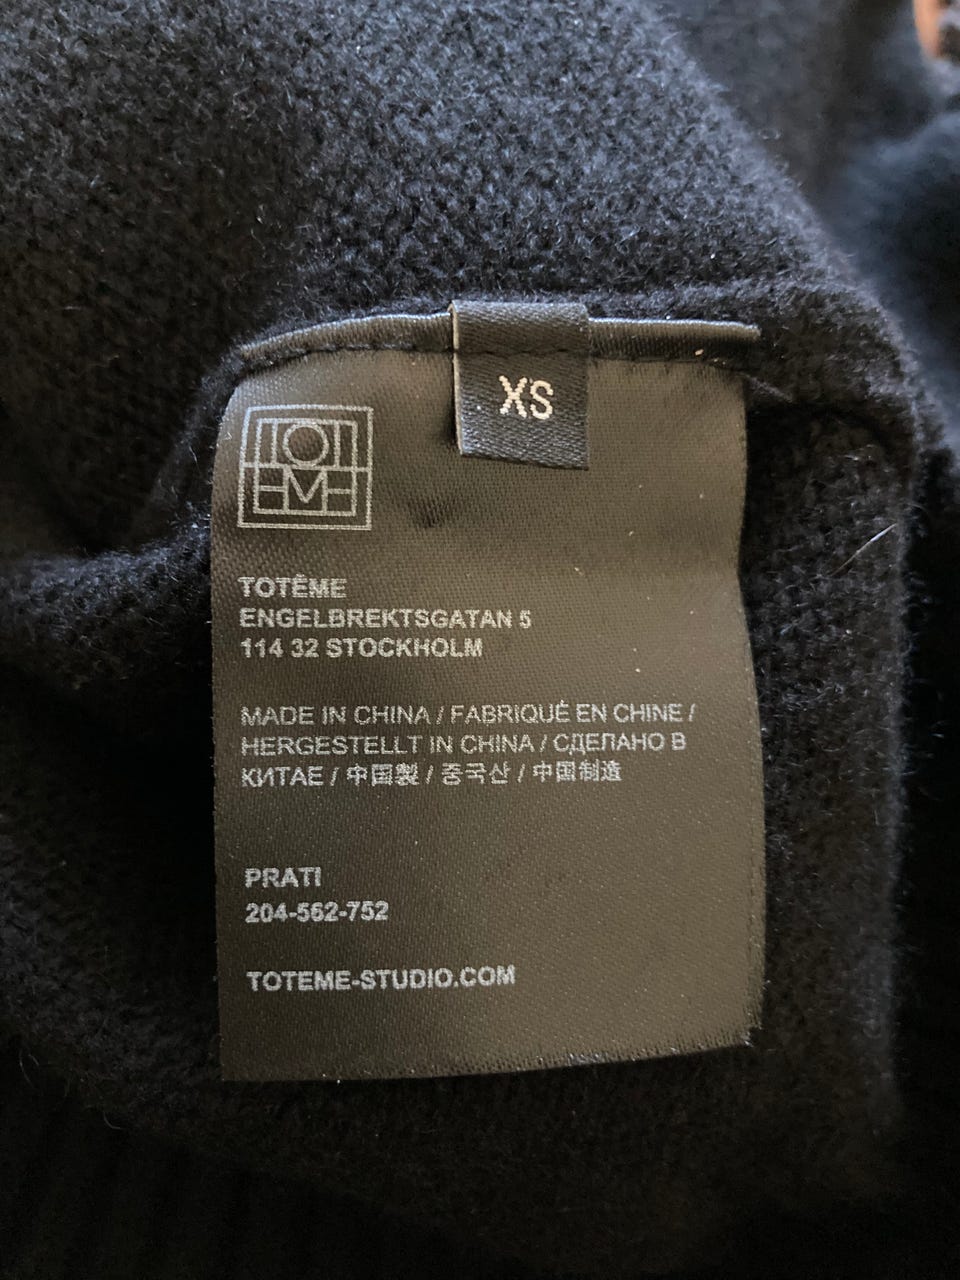 XS
TOTEME
TOTÊME
ENGELBREKTSGATAN 5
114 32 STOCKHOLM
MADE IN CHINA / FABRIQUÉ EN CHINE /
HERGESTELLT IN CHINA / СДЕЛАНО В
КИТАЕ / 中国製 / 중국산 / 中国制造
PRATI
204-562-752
TOTEME-STUDIO.COM